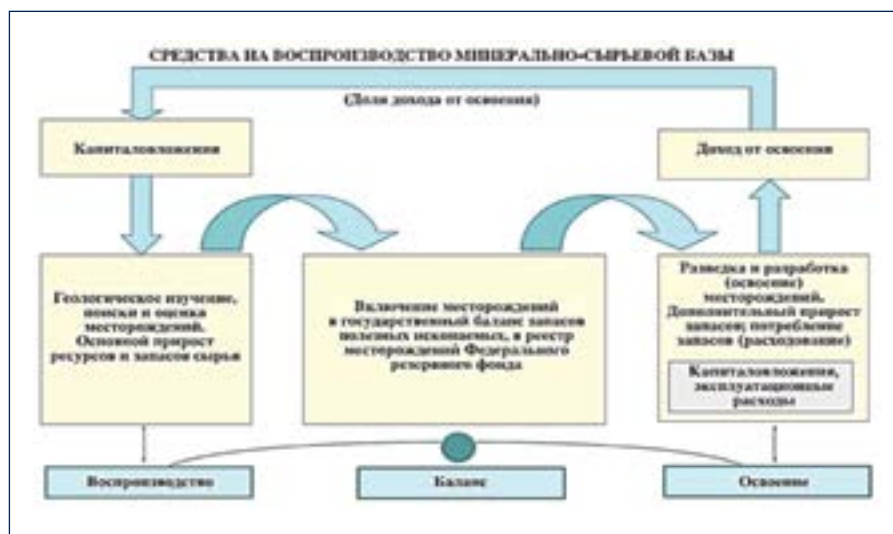 СРЕДСТВА НА ВОСПРОИЗВОДСТВО МИНЕРАЛЬНО-СЫРЬЕВОЙ БАЗЫ
(Доля дохода от освоения)
Капиталовложения
Доход от освоения
Геологическое изучение,
поиски и оценка
месторождений.
Основной прирост
ресурсов и запасов сырья
Включение месторождений
в государственный баланс запасов
полезных ископаемых, в реестр
месторождений Федерального
резервного фонда
Разведка и разработка
(освоение)
месторождений.
Дополнительный прирост
запасов; потребление
запасов (расходование)
Капиталовложения,
эксплуатационные
расходы
Воспроизводство
Баланс
Освоение